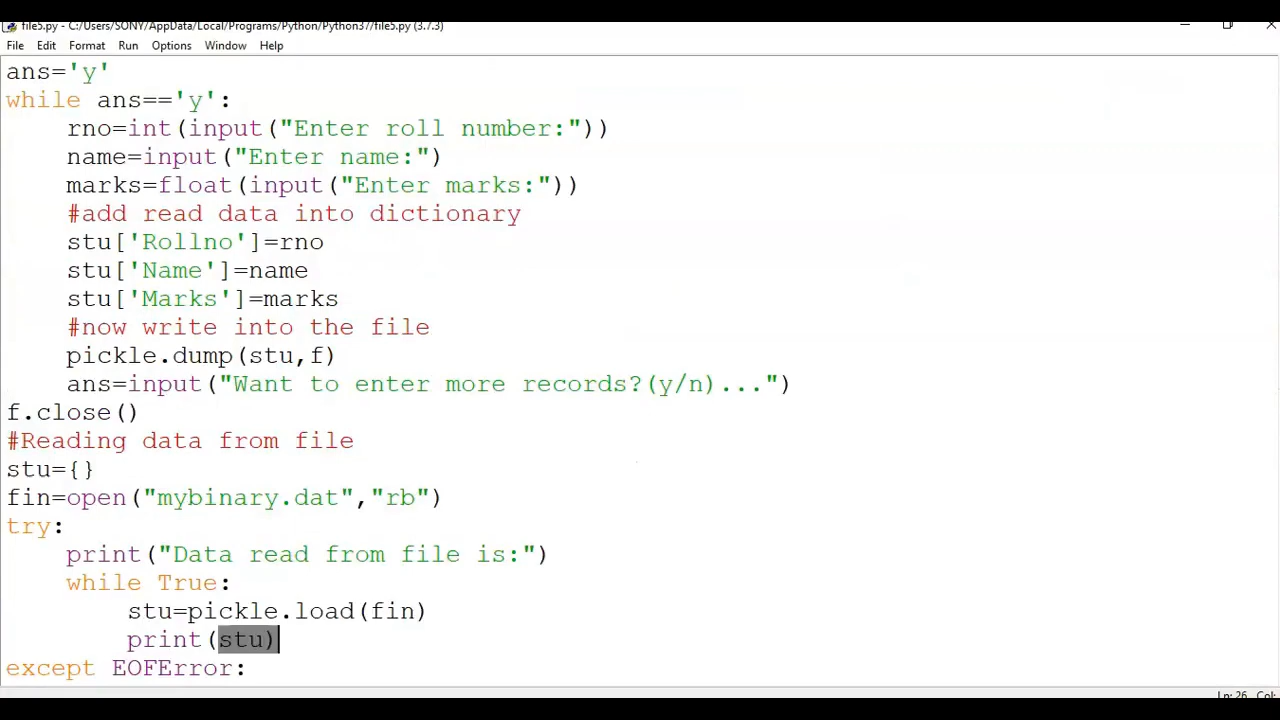 file5.py - C:/Users/SONY/AppData/Local/Programs/Python/Python37/file5.py (3.7.3)
File Edit Format Run Options Window Help
ans='y'
while ans=='y':
    rno=int(input("Enter roll number:"))
    name=input("Enter name:")
    marks=float(input("Enter marks:"))
    #add read data into dictionary
    stu['Rollno']=rno
    stu['Name']=name
    stu['Marks']=marks
    #now write into the file
    pickle.dump(stu,f)
    ans=input("Want to enter more records?(y/n)...")
f.close()
#Reading data from file
stu={}
fin=open("mybinary.dat","rb")
try:
    print("Data read from file is:")
    while True:
        stu=pickle.load(fin)
        print(stu)
except EOFError:
Ln: 26 Col: